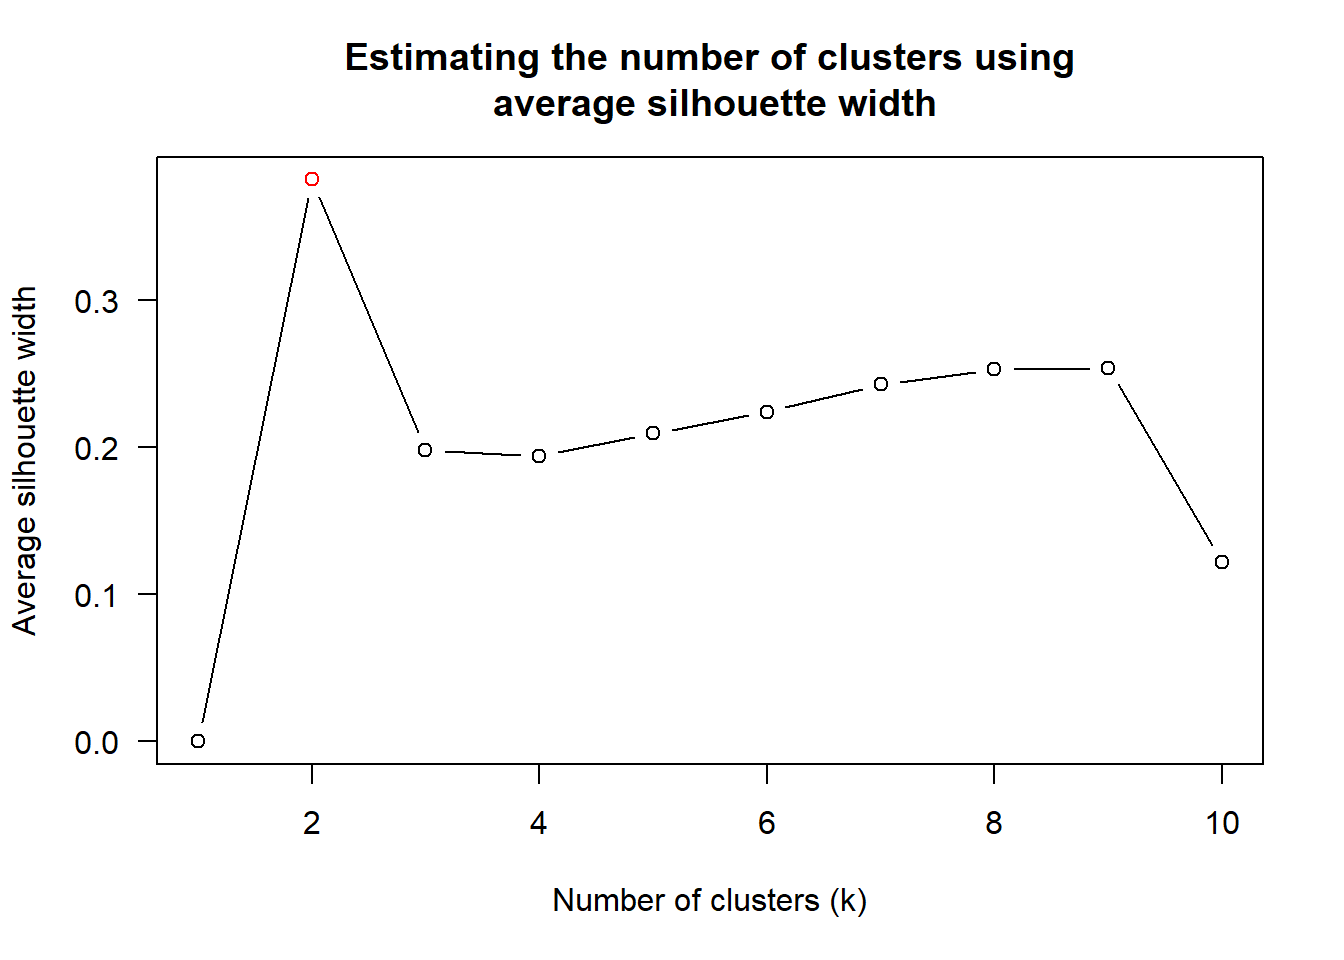 Estimating the number of clusters using
average silhouette width
Average silhouette width
0.3
0.2
0.1
0.0
2 4 6 8 10
Number of clusters (k)